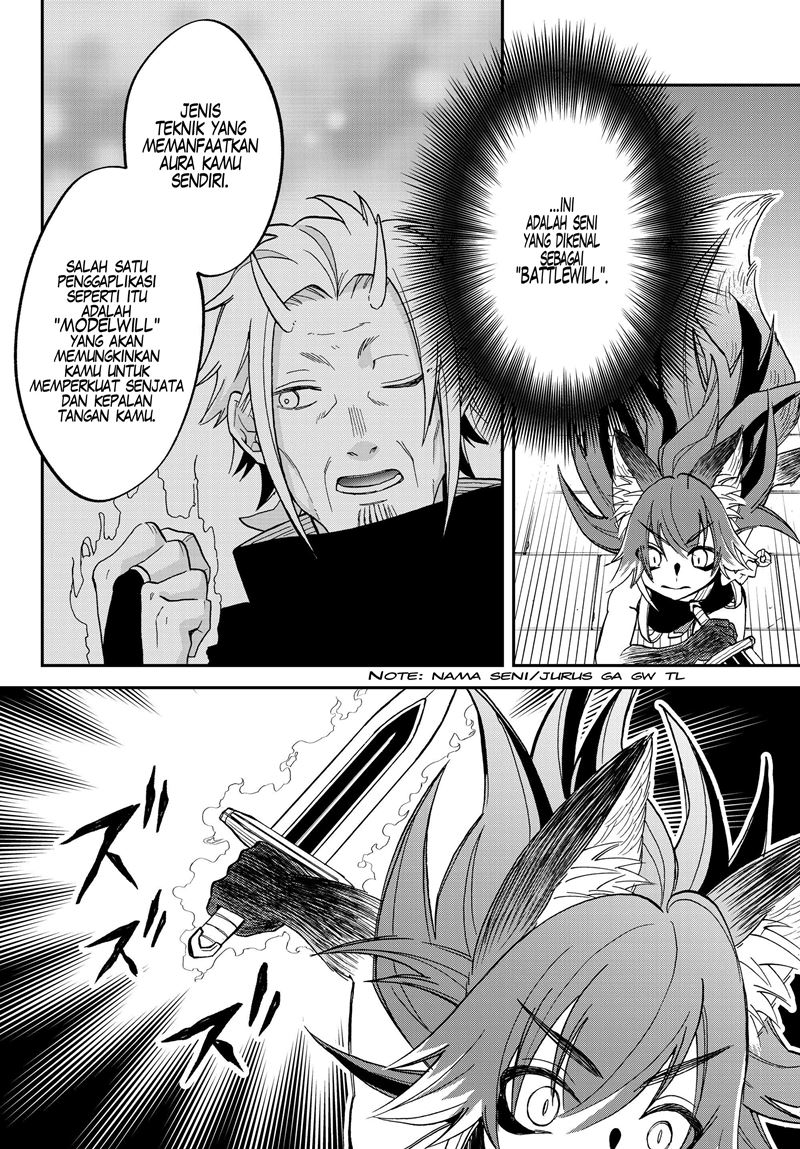 ...INI
ADALAH SENI
YANG DIKENAL
SEBAGAI
"BATTLEWILL".
JENIS
TEKNIK YANG
MEMANFAATKAN
AURA KAMU
SENDIRI.
SALAH SATU
PENGGAPLIKASI
SEPERTI ITU
ADALAH
"MODELWILL"
YANG AKAN
MEMUNGKINKAN
KAMU UNTUK
MEMPERKUAT SENJATA
DAN KEPALAN
TANGAN KAMU.
NOTE: NAMA SENI/JURUS GA GW TL
ズズズ